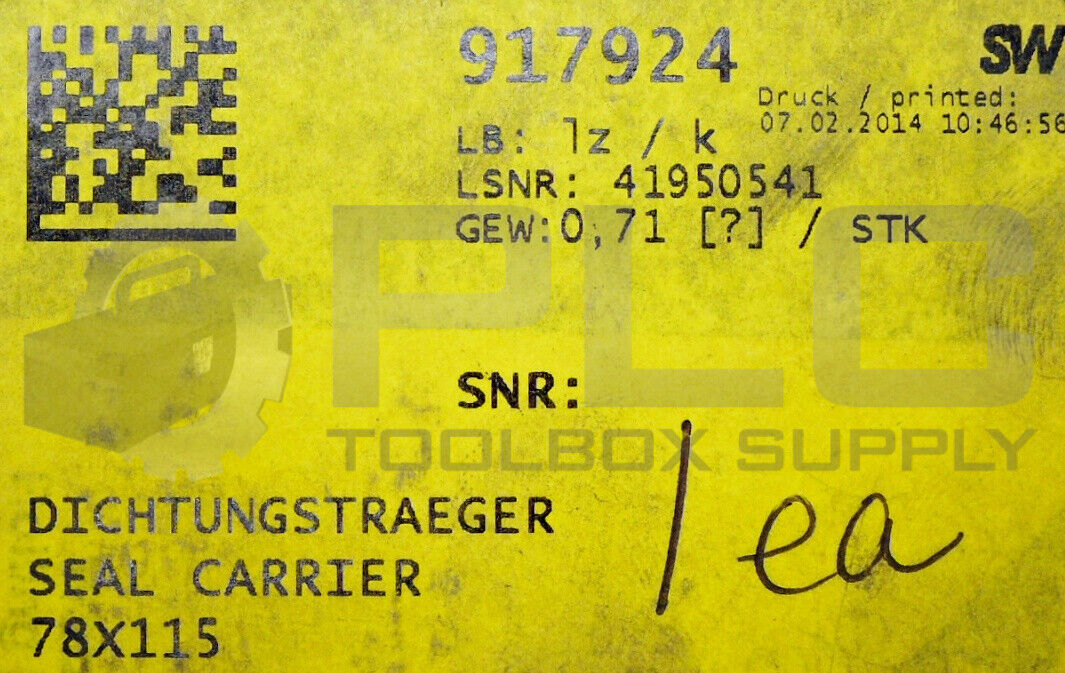 917924
SW
Druck / printed:
07.02.2014 10:46:56
LB: lz / k
LSNR: 41950541
GEW:0,71 [?] / STK
PLC
TOOLBOX SUPPLY
SNR:
1 ea
DICHTUNGSTRAEGER
SEAL CARRIER
78X115